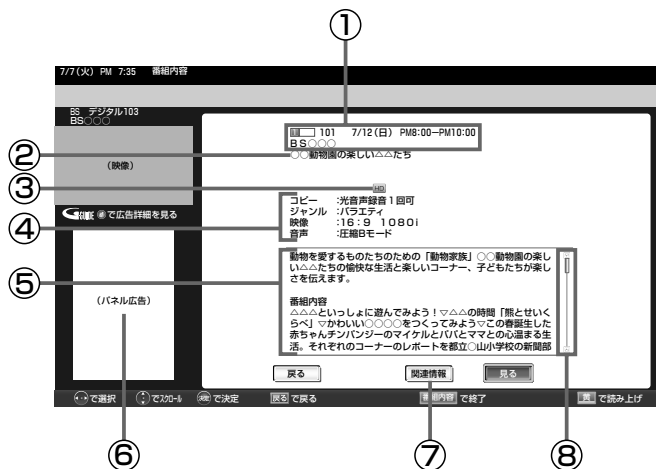 ①
7/7(火) PM 7:35 番組内容
BS デジタル103
BS○○○
101 7/12(日) PM8:00−PM10:00
BS○○○
②
○○動物園の楽しい△△たち
(映像)
③
HD
④
コピー :光音声録音1回可
ジャンル :バラエティ
映像 :16:9 1080i
音声 :圧縮Bモード
G GUIDE で広告詳細を見る
⑤
動物を愛するものたちのための「動物家族」○○動物園の楽し
い△△たちの愉快な生活と楽しいコーナー、子どもたちが楽し
さを伝えます。
番組内容
△△△といっしょに遊んでみよう!▽△△の時間「熊とせいく
らべ」▽かわいい○○○○をつくってみよう▽この春誕生した
赤ちゃんチンパンジーのマイケルとパパとママとの心温まる生
活。それぞれのコーナーのレポートを都立○山小学校の新聞部
(パネル広告)
戻る 関連情報 見る
で選択 でスクロール 決定 で決定 戻る で戻る 番組内容 で終了 黄 で読み上げ
⑥ ⑦ ⑧